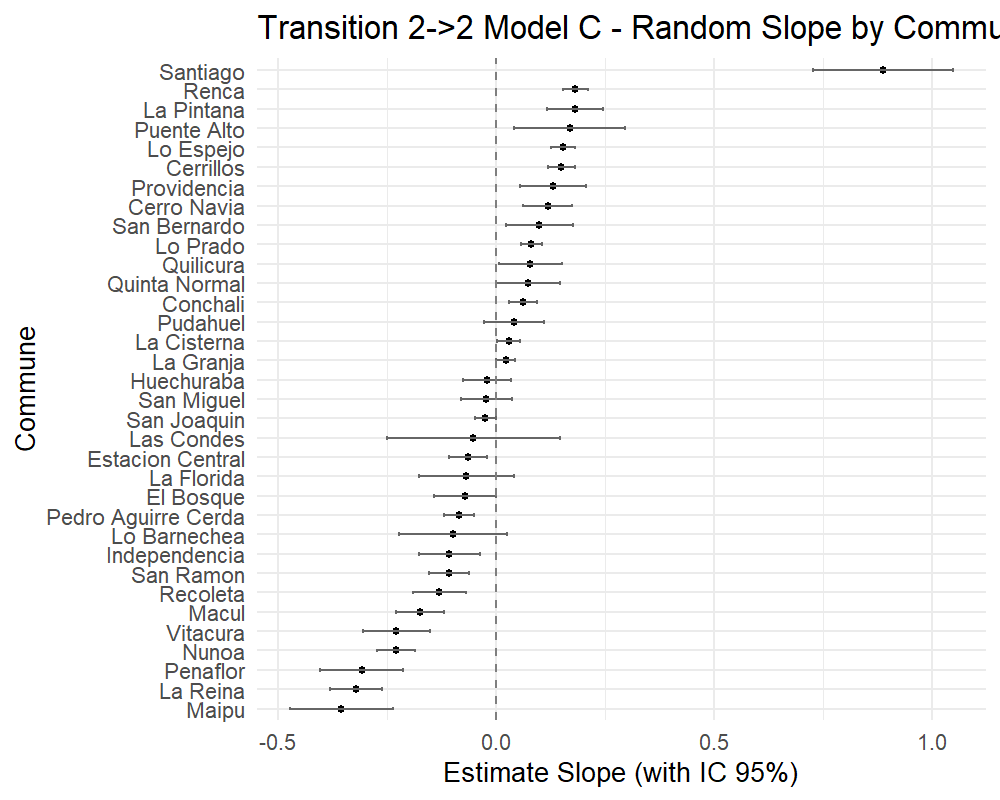 Transition 2->2 Model C - Random Slope by Commu
Santiago
Renca
La Pintana
Puente Alto
Lo Espejo
Cerrillos
Providencia
Cerro Navia
San Bernardo
Lo Prado
Quilicura
Quinta Normal
Conchali
Pudahuel
La Cisterna
La Granja
Huechuraba
San Miguel
San Joaquin
Las Condes
Estacion Central
La Florida
El Bosque
Pedro Aguirre Cerda
Lo Barnechea
Independencia
San Ramon
Recoleta
Macul
Vitacura
Nunoa
Penaflor
La Reina
Maipu
Commune
-0.5 0.0 0.5 1.0
Estimate Slope (with IC 95%)